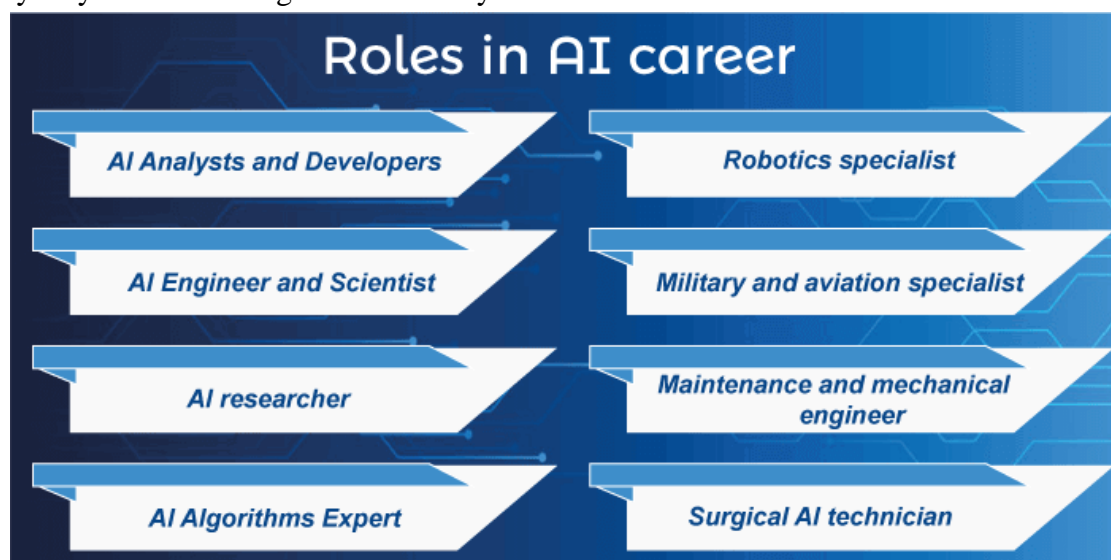 Roles in AI career
AI Analysts and Developers
Robotics specialist
AI Engineer and Scientist
Military and aviation specialist
AI researcher
Maintenance and mechanical
engineer
AI Algorithms Expert
Surgical AI technician